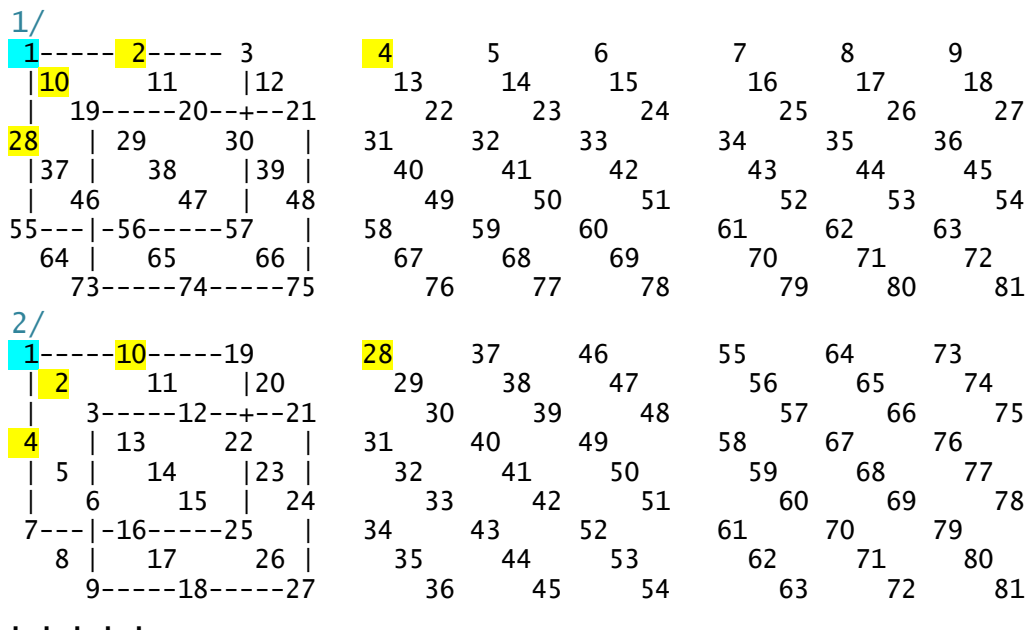 1/
 1----- 2----- 3          4         5         6           7         8         9
 |10       11      |12          13        14        15          16        17        18
 |   19-----20--+--21          22        23        24          25        26        27
28    | 29       30    |     31        32        33          34        35        36
 |37 |    38      |39 |        40        41        42          43        44        45
 |   46       47  |   48          49        50        51          52        53        54
55---|-56-----57    |     58        59        60          61        62        63
   64 |    65       66 |        67        68        69          70        71        72
      73-----74-----75          76        77        78          79        80        81
2/
 1-----10-----19          28        37        46          55        64        73
 | 2       11      |20          29        38        47          56        65        74
 |    3-----12--+--21          30        39        48          57        66        75
 4    | 13       22    |     31        40        49          58        67        76
 | 5 |    14      |23 |        32        41        50          59        68        77
 |    6       15  |   24          33        42        51          60        69        78
 7---|-16-----25    |     34        43        52          61        70        79
    8 |    17       26 |        35        44        53          62        71        80
       9-----18-----27          36        45        54          63        72        81
. . . . .